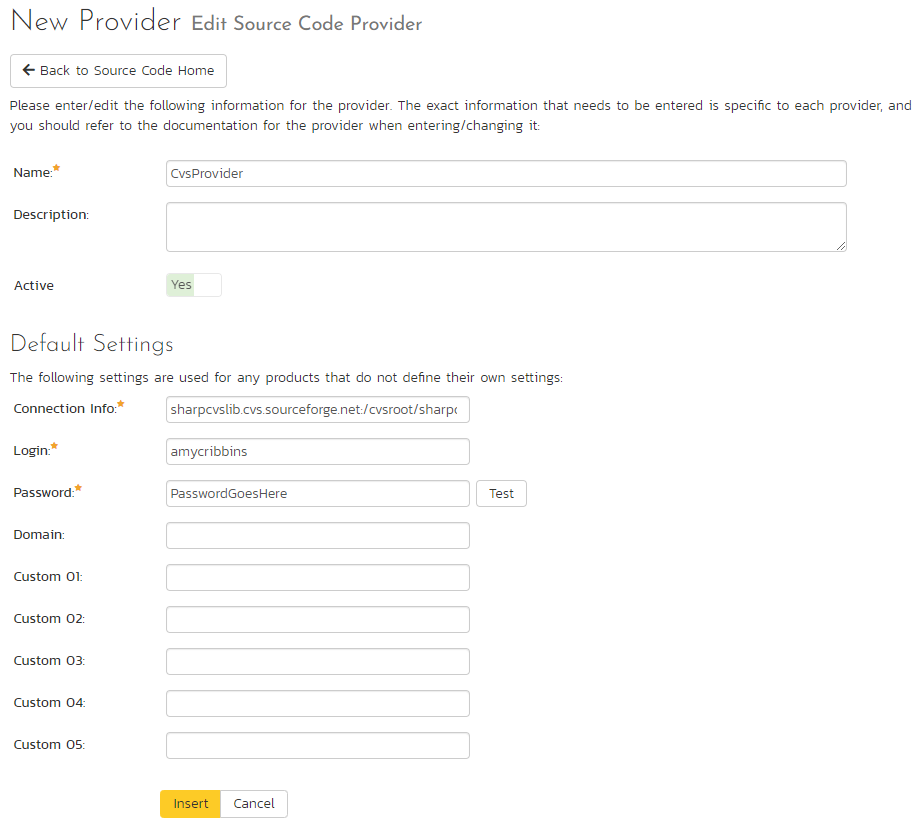 New Provider Edit Source Code Provider
← Back to Source Code Home
Please enter/edit the following information for the provider. The exact information that needs to be entered is specific to each provider, and
you should refer to the documentation for the provider when entering/changing it:
Name:* CvsProvider
Description:
Active Yes
Default Settings
The following settings are used for any products that do not define their own settings:
Connection Info:* sharpcvslib.cvs.sourceforge.net:/cvsroot/sharpc
Login:* amycribbins
Password:* PasswordGoesHere Test
Domain:
Custom 01:
Custom 02:
Custom 03:
Custom 04:
Custom 05:
Insert Cancel